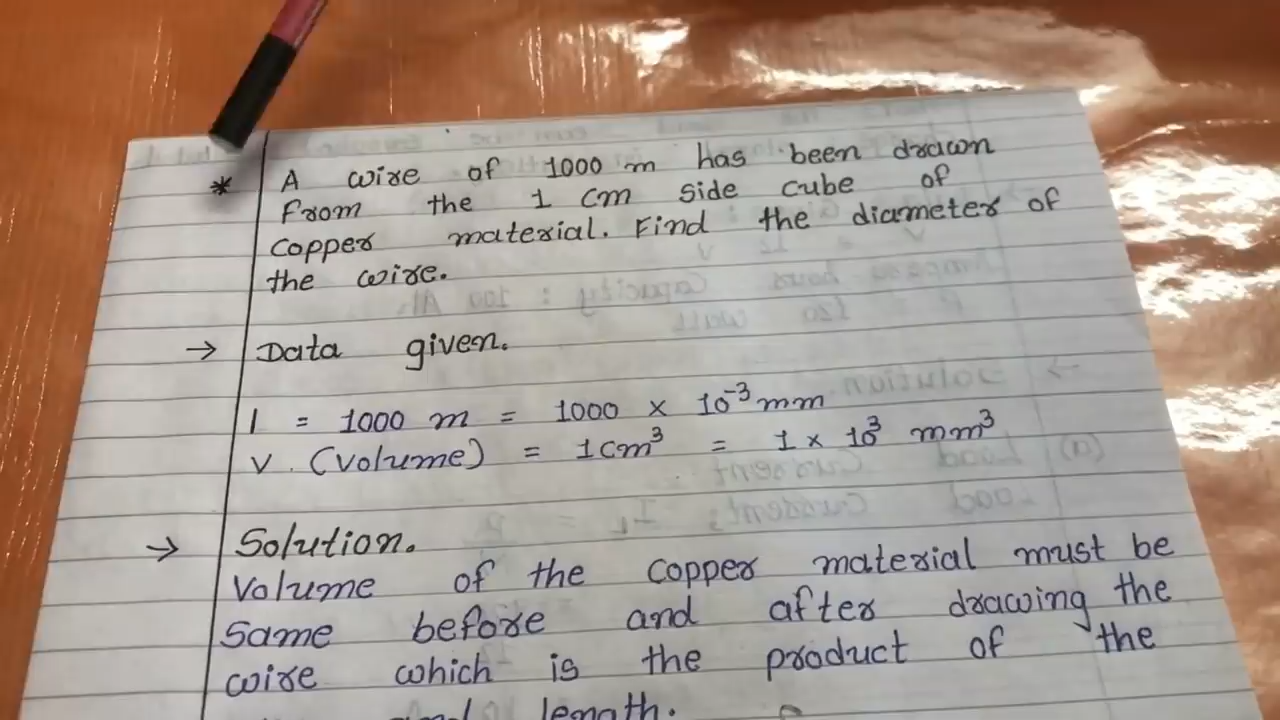 * A wire of 1000 m has been drawn
from the 1 cm side cube of
copper material. Find the diameter of
the wire.
→ Data given.
l = 1000 m = 1000 × 10⁻³ mm
V. (Volume) = 1cm³ = 1 × 10³ mm³
→ Solution.
Volume of the copper material must be
same before and after drawing the
wire which is the product of the
and length.